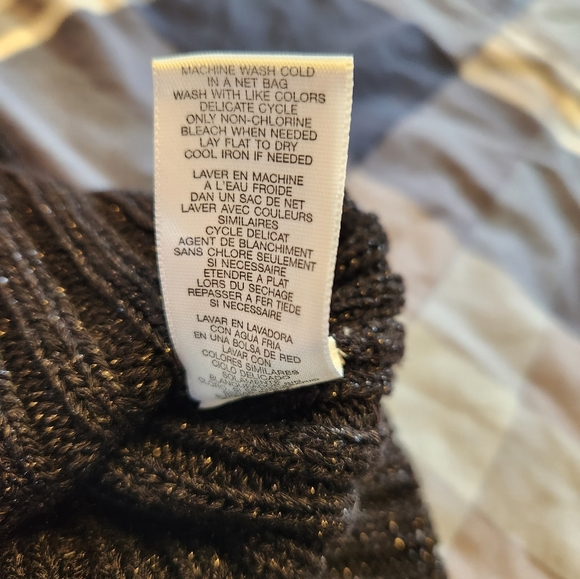 MACHINE WASH COLD
IN A NET BAG
WASH WITH LIKE COLORS
DELICATE CYCLE
ONLY NON-CHLORINE
BLEACH WHEN NEEDED
LAY FLAT TO DRY
COOL IRON IF NEEDED
LAVER EN MACHINE
A L'EAU FROIDE
DAN UN SAC DE NET
LAVER AVEC COULEURS
SIMILAIRES
CYCLE DELICAT
AGENT DE BLANCHIMENT
SANS CHLORE SEULEMENT
SI NECESSAIRE
ETENDRE A PLAT
LORS DU SECHAGE
REPASSER A FER TIEDE
SI NECESSAIRE
LAVAR EN LAVADORA
CON AGUA FRIA
EN UNA BOLSA DE RED
LAVAR CON
COLORES SIMILARES
CICLO DELICADO
SOLAMENTE